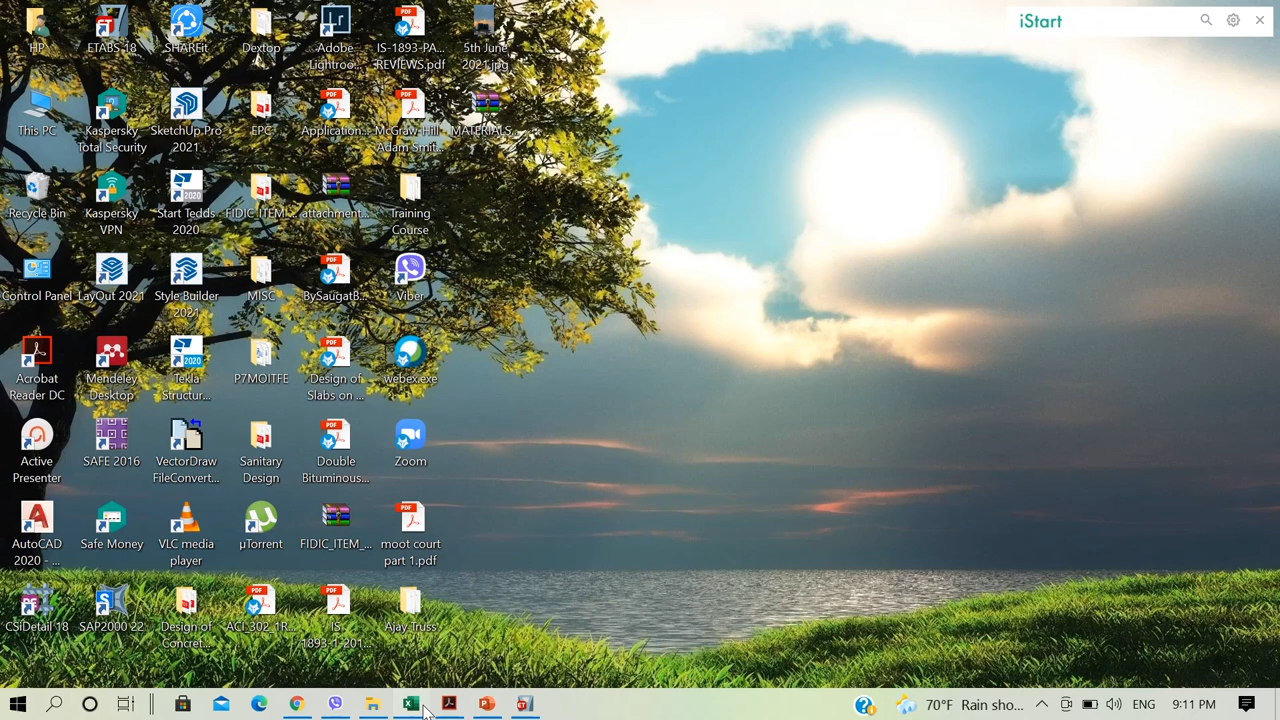 iStart
HP
ETABS 18
SHAREit
Dextop
Adobe
Lightroo...
IS-1893-PA...
REVIEWS.pdf
5th June
2021.jpg
This PC
Kaspersky
Total Security
SketchUp Pro
2021
EPC
Application...
McGraw-Hill -
Adam Smit...
MATERIALS...
Recycle Bin
Kaspersky
VPN
Start Tedds
2020
FIDIC_ITEM_...
attachment...
Training
Course
Control Panel
LayOut 2021
Style Builder
2021
MISC
BySaugatB...
Viber
Acrobat
Reader DC
Mendeley
Desktop
Tekla
Structur...
P7MOITFE
Design of
Slabs on ...
webex.exe
Active
Presenter
SAFE 2016
VectorDraw
FileConvert...
Sanitary
Design
Double
Bituminous...
Zoom
AutoCAD
2020 - ...
Safe Money
VLC media
player
µTorrent
FIDIC_ITEM_...
moot court
part 1.pdf
CSiDetail 18
SAP2000 22
Design of
Concret...
ACI_302_1R...
IS
1893-1-201...
Ajay Truss
70°F Rain sho...
ENG
9:11 PM